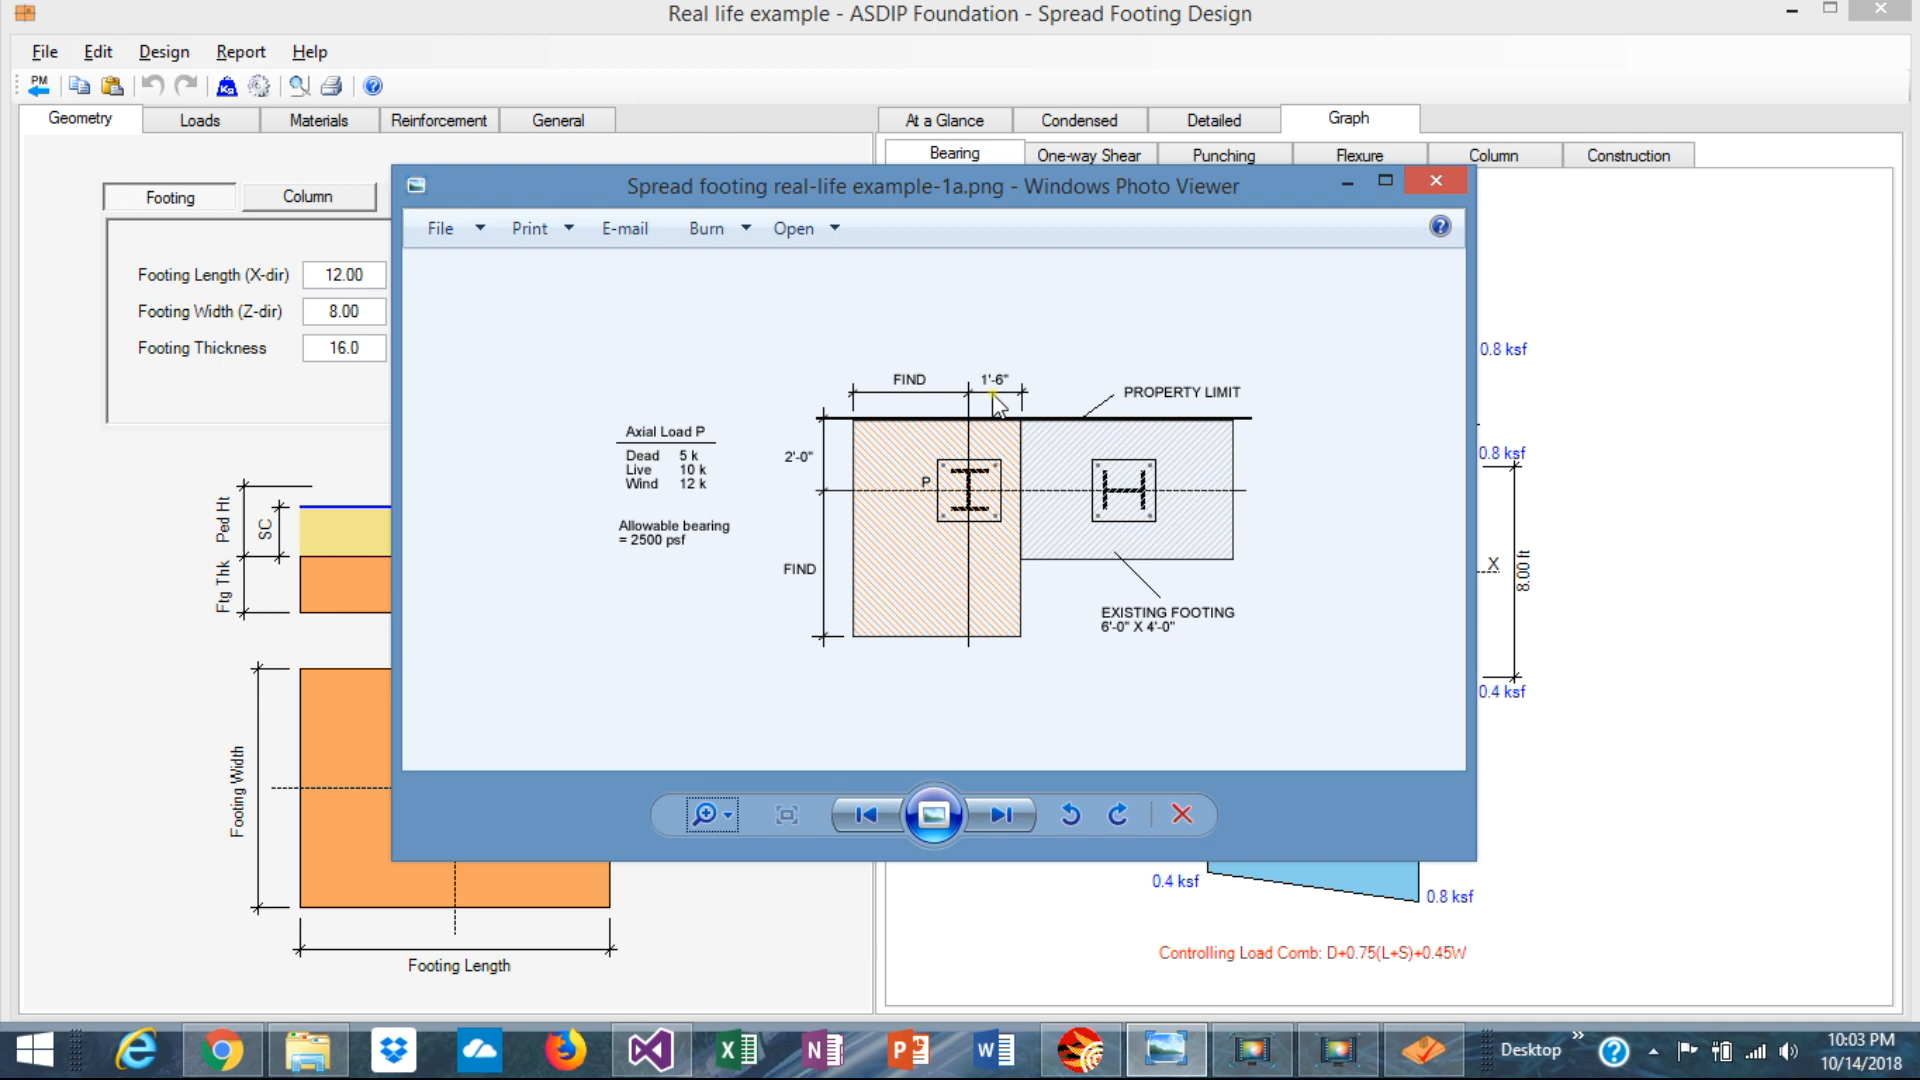 Real life example - ASDIP Foundation - Spread Footing Design
File Edit Design Report Help
PM
Geometry Loads Materials Reinforcement General
At a Glance Condensed Detailed Graph
Bearing One-way Shear Punching Flexure Column Construction
Footing Column
Footing Length (X-dir) 12.00
Footing Width (Z-dir) 8.00
Footing Thickness 16.0
Ped Ht
SC
Ftg Thk
Footing Width
Footing Length
Spread footing real-life example-1a.png - Windows Photo Viewer
File Print E-mail Burn Open
FIND 1'-6"
PROPERTY LIMIT
Axial Load P
Dead 5 k
Live 10 k
Wind 12 k
Allowable bearing
= 2500 psf
2'-0"
P
FIND
EXISTING FOOTING
6'-0" X 4'-0"
0.8 ksf
0.8 ksf
X
8.00 ft
0.4 ksf
0.4 ksf
0.8 ksf
Controlling Load Comb: D+0.75(L+S)+0.45W
Desktop
10:03 PM
10/14/2018